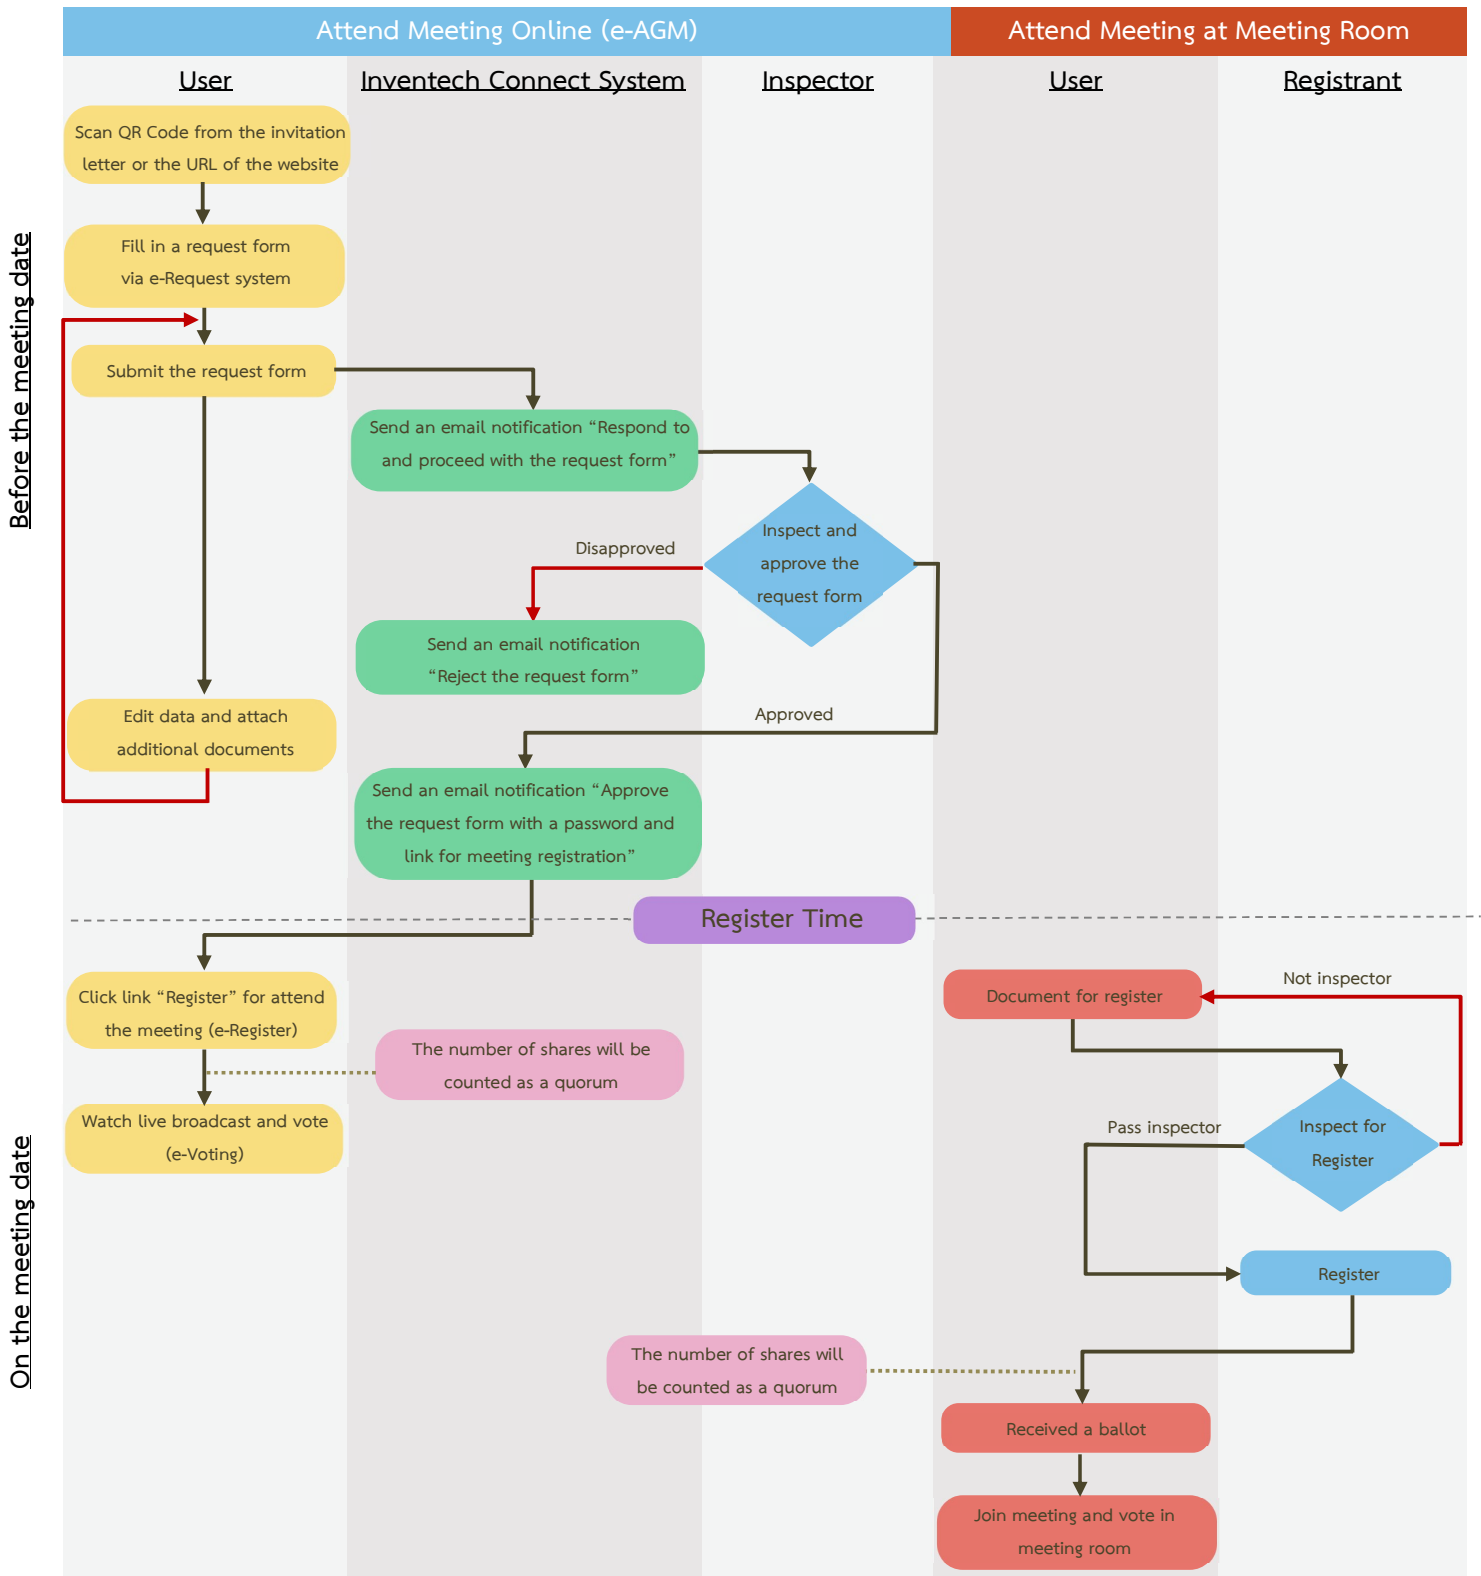 Attend Meeting Online (e-AGM)
Attend Meeting at Meeting Room
User
Inventech Connect System
Inspector
User
Registrant
Before the meeting date
Scan QR Code from the invitation
letter or the URL of the website
Fill in a request form
via e-Request system
Submit the request form
Send an email notification “Respond to
and proceed with the request form”
Inspect and
approve the
request form
Disapproved
Send an email notification
“Reject the request form”
Edit data and attach
additional documents
Approved
Send an email notification “Approve
the request form with a password and
link for meeting registration”
Register Time
On the meeting date
Click link “Register” for attend
the meeting (e-Register)
The number of shares will be
counted as a quorum
Watch live broadcast and vote
(e-Voting)
Document for register
Not inspector
Inspect for
Register
Pass inspector
Register
The number of shares will
be counted as a quorum
Received a ballot
Join meeting and vote in
meeting room